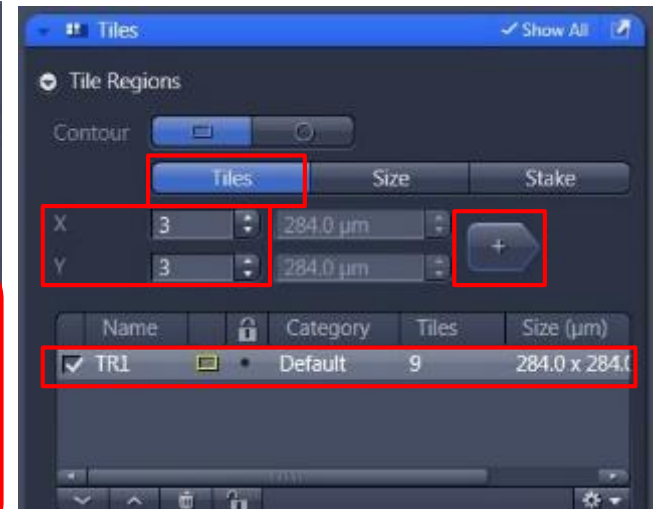 Tiles Show All
Tile Regions
Contour
Tiles Size Stake
X 3 284.0 µm +
Y 3 284.0 µm
Name Category Tiles Size (µm)
TR1 Default 9 284.0 x 284.0